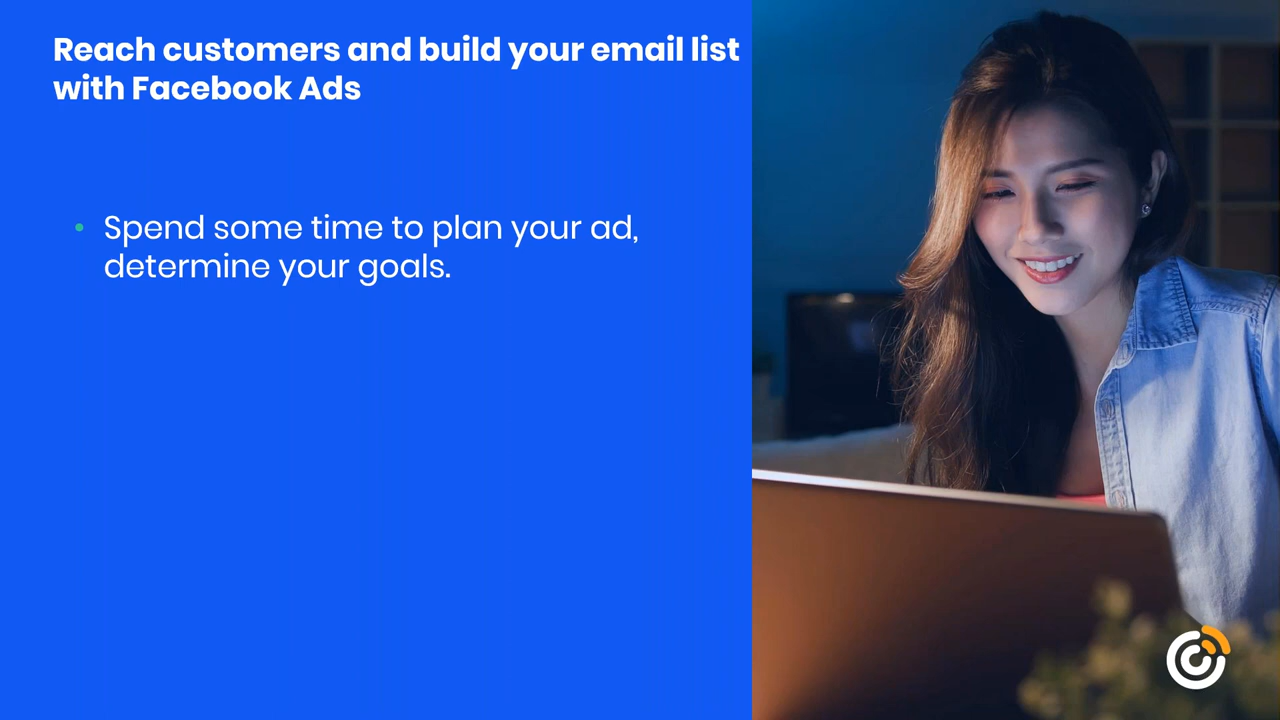 Reach customers and build your email list
with Facebook Ads
• Spend some time to plan your ad,
determine your goals.